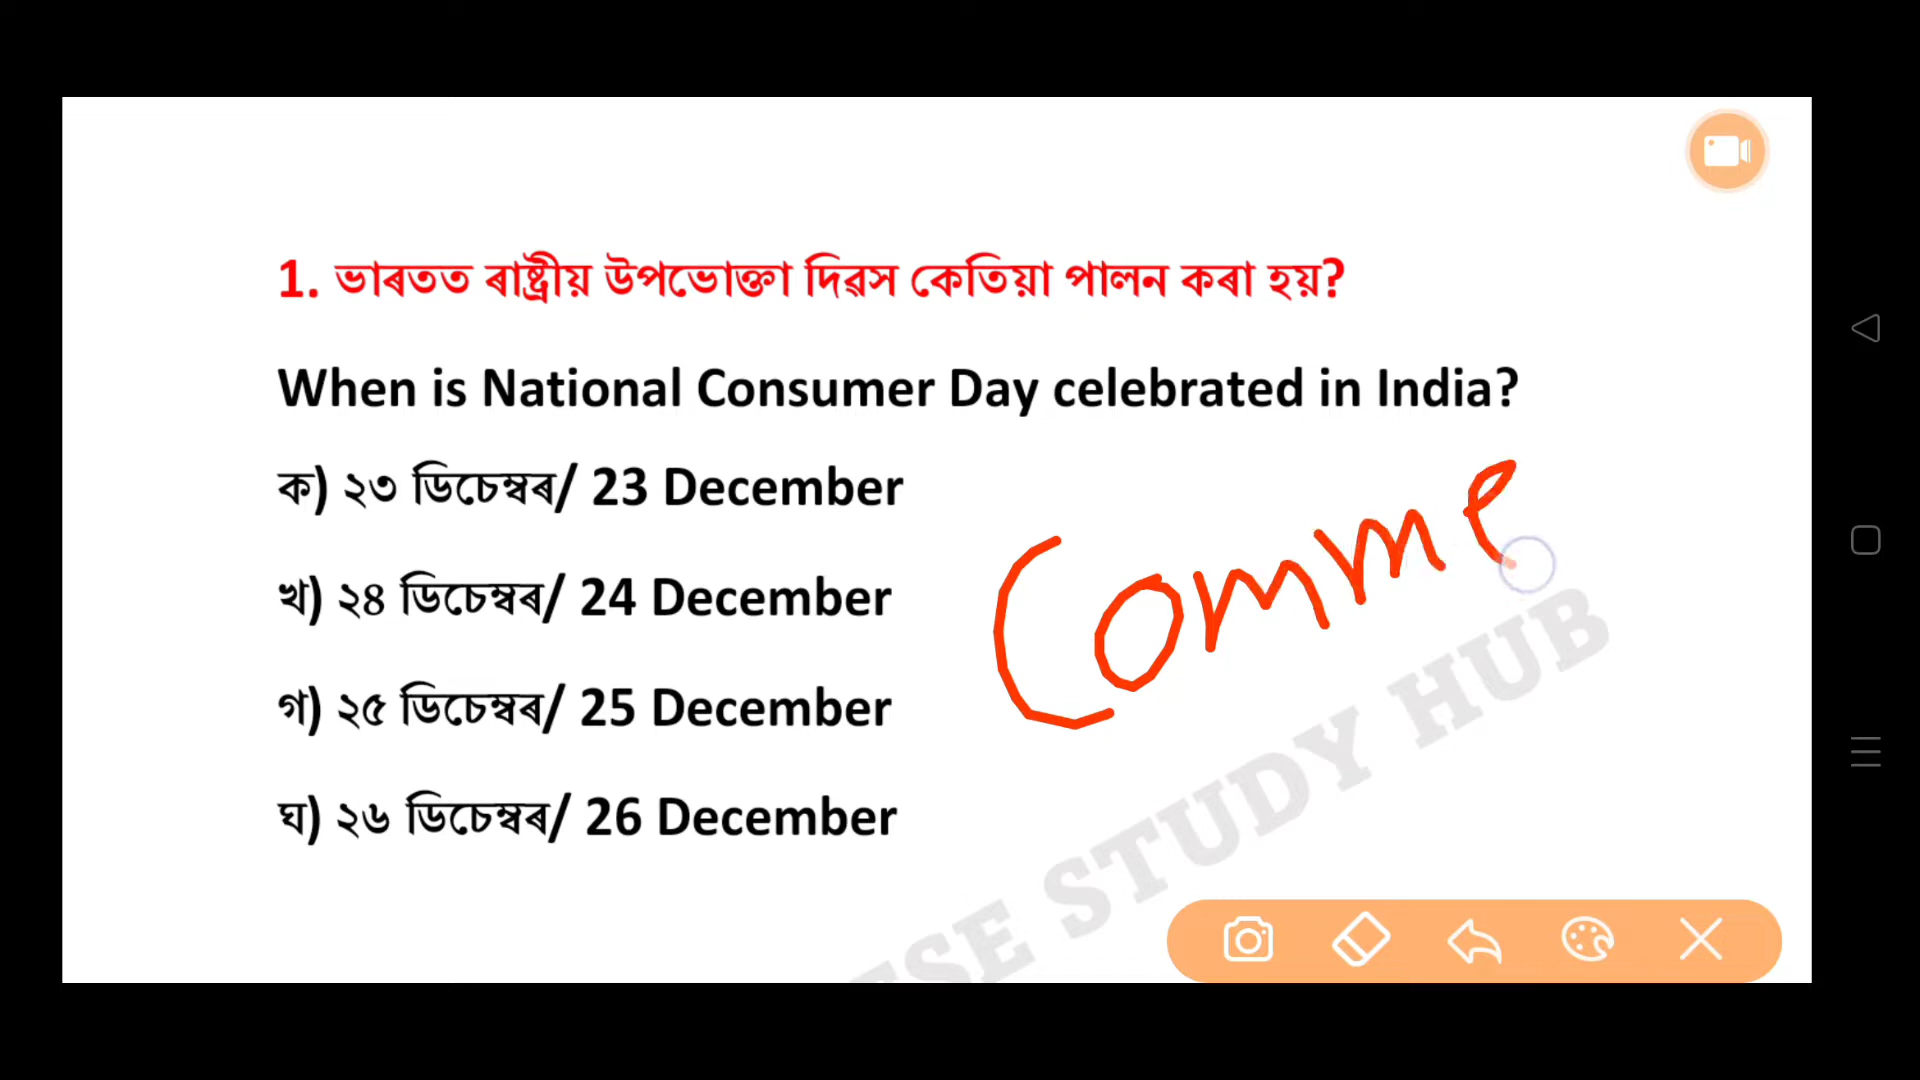 1. ভাৰতত ৰাষ্ট্ৰীয় উপভোক্তা দিৱস কেতিয়া পালন কৰা হয়?
When is National Consumer Day celebrated in India?
ক) ২৩ ডিচেম্বৰ/ 23 December
খ) ২৪ ডিচেম্বৰ/ 24 December
গ) ২৫ ডিচেম্বৰ/ 25 December
ঘ) ২৬ ডিচেম্বৰ/ 26 December
Comme
ESE STUDY HUB